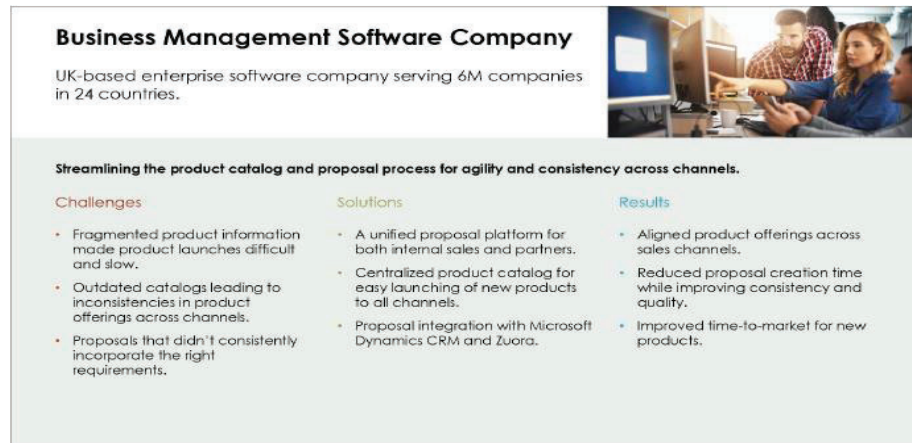 Business Management Software Company
UK-based enterprise software company serving 6M companies
in 24 countries.
Streamlining the product catalog and proposal process for agility and consistency across channels.
Challenges
• Fragmented product information
made product launches difficult
and slow.
• Outdated catalogs leading to
inconsistencies in product
offerings across channels.
• Proposals that didn't consistently
incorporate the right
requirements.
Solutions
• A unified proposal platform for
both internal sales and partners.
• Centralized product catalog for
easy launching of new products
to all channels.
• Proposal integration with Microsoft
Dynamics CRM and Zuora.
Results
• Aligned product offerings across
sales channels.
• Reduced proposal creation time
while improving consistency and
quality.
• Improved time-to-market for new
products.